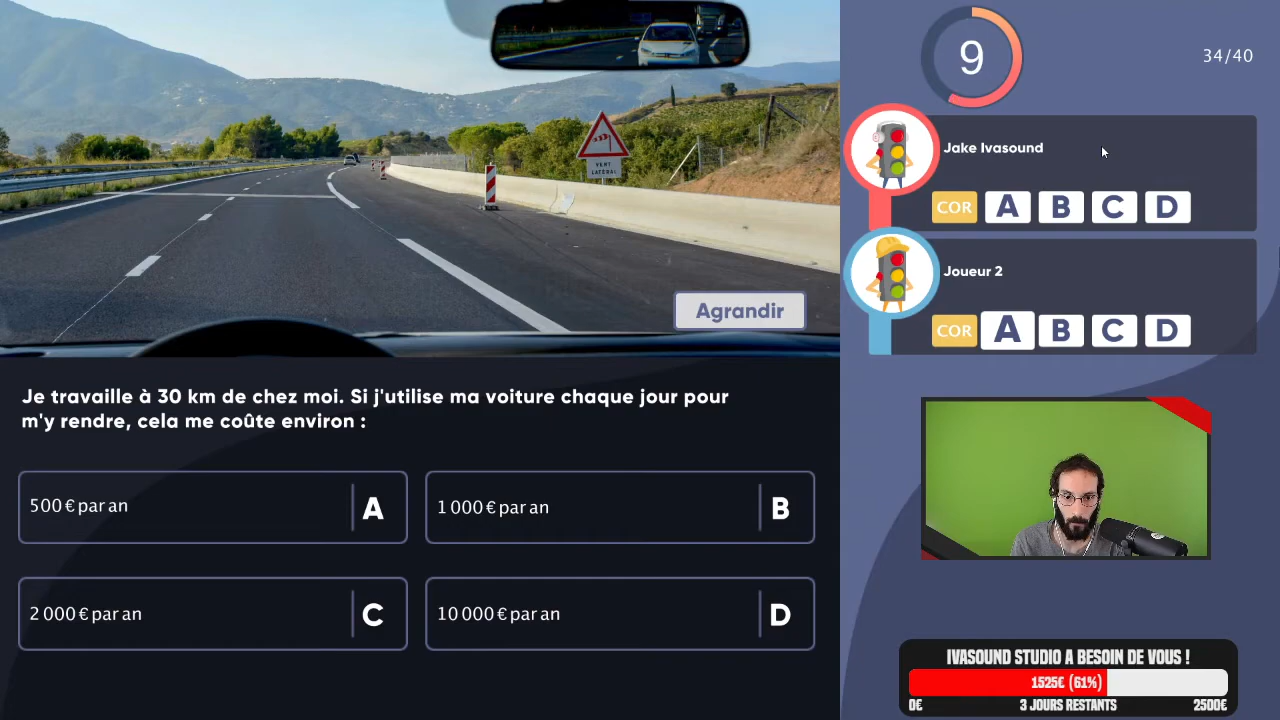 VENT
LATÉRAL
Agrandir
Je travaille à 30 km de chez moi. Si j'utilise ma voiture chaque jour pour
m'y rendre, cela me coûte environ :
500 € par an
A
1 000 € par an
B
2 000 € par an
C
10 000 € par an
D
9
34/40
Jake Ivasound
COR
A
B
C
D
Joueur 2
COR
A
B
C
D
IVASOUND STUDIO A BESOIN DE VOUS !
1525€ (61%)
0€
3 JOURS RESTANTS
2500€